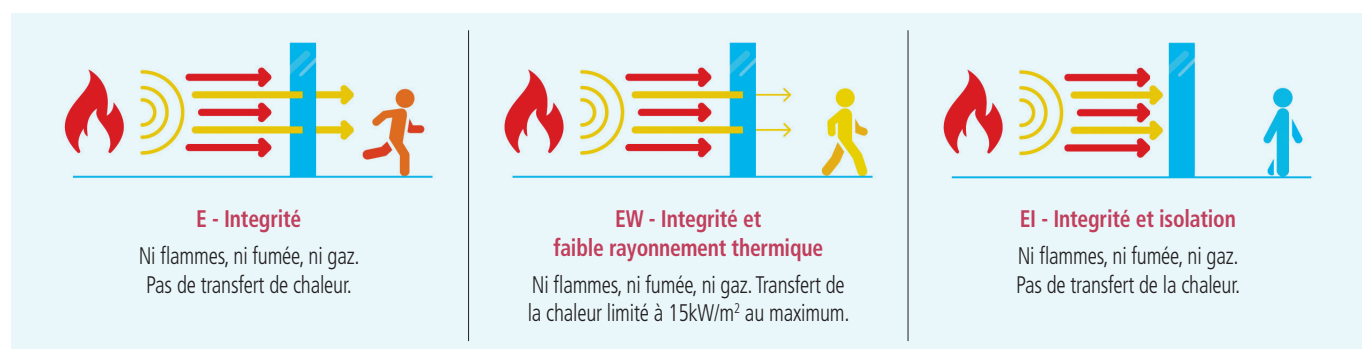 E - Integrité
Ni flammes, ni fumée, ni gaz.
Pas de transfert de chaleur.
EW - Integrité et
faible rayonnement thermique
Ni flammes, ni fumée, ni gaz. Transfert de
la chaleur limité à 15kW/m² au maximum.
EI - Integrité et isolation
Ni flammes, ni fumée, ni gaz.
Pas de transfert de la chaleur.